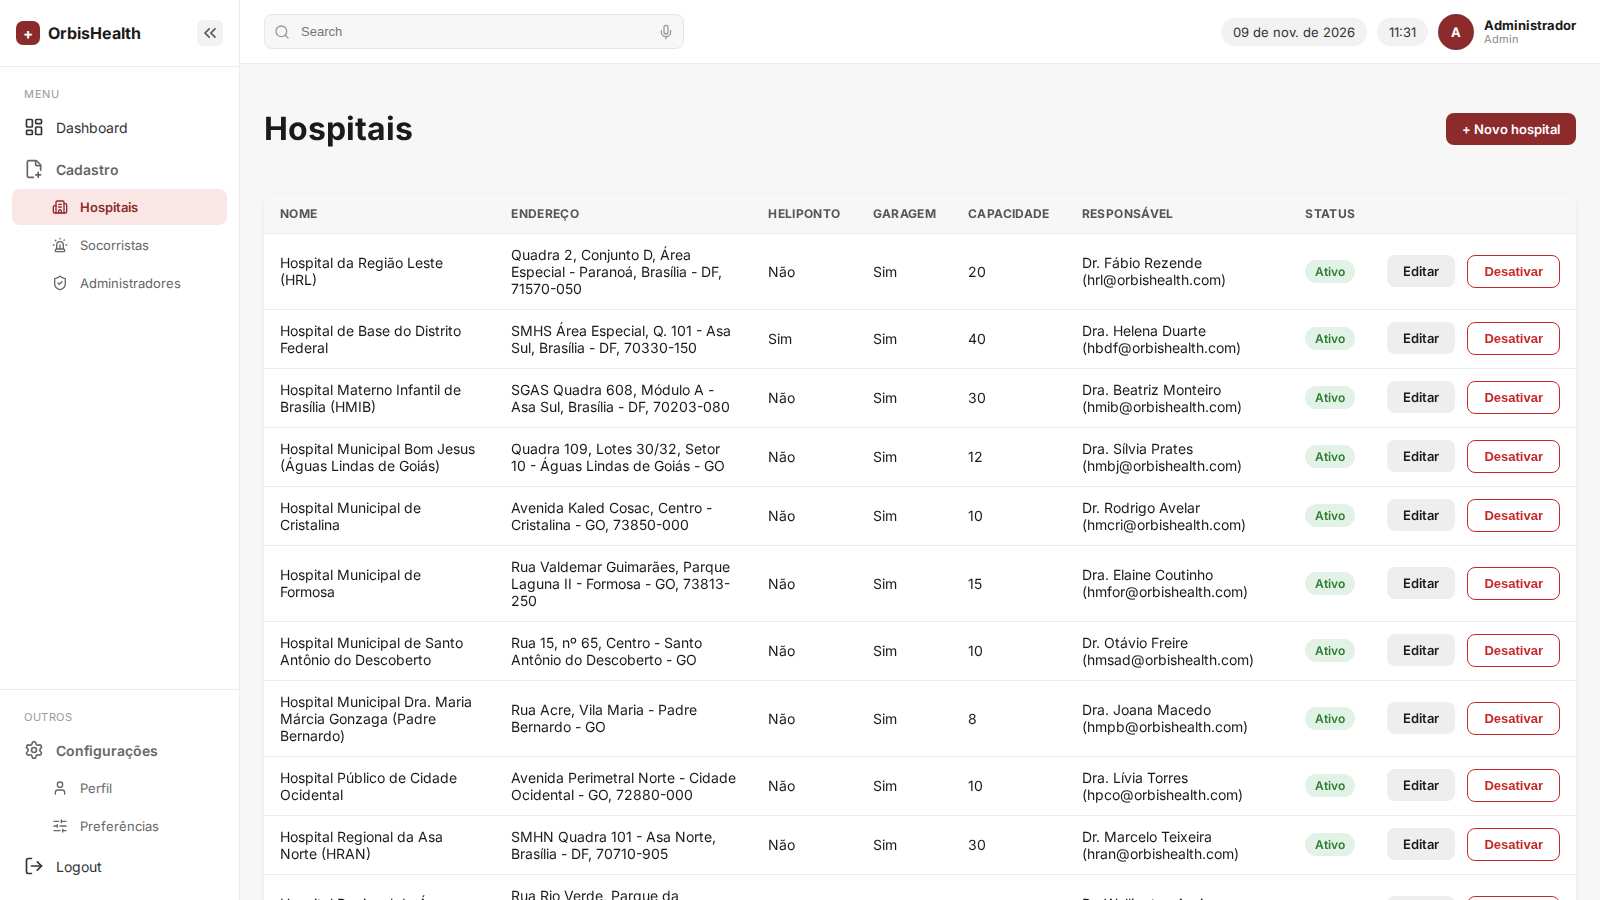 OrbisHealth
Search
09 de nov. de 2026
11:31
A
Administrador
Admin
MENU
Dashboard
Cadastro
Hospitais
Socorristas
Administradores
OUTROS
Configurações
Perfil
Preferências
Logout
Hospitais
+ Novo hospital
NOME ENDEREÇO HELIPONTO GARAGEM CAPACIDADE RESPONSÁVEL STATUS
Hospital da Região Leste
(HRL)
Quadra 2, Conjunto D, Área
Especial - Paranoá, Brasília - DF,
71570-050
Não
Sim
20
Dr. Fábio Rezende
(hrl@orbishealth.com)
Ativo
Editar
Desativar
Hospital de Base do Distrito
Federal
SMHS Área Especial, Q. 101 - Asa
Sul, Brasília - DF, 70330-150
Sim
Sim
40
Dra. Helena Duarte
(hbdf@orbishealth.com)
Ativo
Editar
Desativar
Hospital Materno Infantil de
Brasília (HMIB)
SGAS Quadra 608, Módulo A -
Asa Sul, Brasília - DF, 70203-080
Não
Sim
30
Dra. Beatriz Monteiro
(hmib@orbishealth.com)
Ativo
Editar
Desativar
Hospital Municipal Bom Jesus
(Águas Lindas de Goiás)
Quadra 109, Lotes 30/32, Setor
10 - Águas Lindas de Goiás - GO
Não
Sim
12
Dra. Sílvia Prates
(hmbj@orbishealth.com)
Ativo
Editar
Desativar
Hospital Municipal de
Cristalina
Avenida Kaled Cosac, Centro -
Cristalina - GO, 73850-000
Não
Sim
10
Dr. Rodrigo Avelar
(hmcri@orbishealth.com)
Ativo
Editar
Desativar
Hospital Municipal de
Formosa
Rua Valdemar Guimarães, Parque
Laguna II - Formosa - GO, 73813-
250
Não
Sim
15
Dra. Elaine Coutinho
(hmfor@orbishealth.com)
Ativo
Editar
Desativar
Hospital Municipal de Santo
Antônio do Descoberto
Rua 15, nº 65, Centro - Santo
Antônio do Descoberto - GO
Não
Sim
10
Dr. Otávio Freire
(hmsad@orbishealth.com)
Ativo
Editar
Desativar
Hospital Municipal Dra. Maria
Márcia Gonzaga (Padre
Bernardo)
Rua Acre, Vila Maria - Padre
Bernardo - GO
Não
Sim
8
Dra. Joana Macedo
(hmpb@orbishealth.com)
Ativo
Editar
Desativar
Hospital Público de Cidade
Ocidental
Avenida Perimetral Norte - Cidade
Ocidental - GO, 72880-000
Não
Sim
10
Dra. Lívia Torres
(hpco@orbishealth.com)
Ativo
Editar
Desativar
Hospital Regional da Asa
Norte (HRAN)
SMHN Quadra 101 - Asa Norte,
Brasília - DF, 70710-905
Não
Sim
30
Dr. Marcelo Teixeira
(hran@orbishealth.com)
Ativo
Editar
Desativar
Rua Rio Verde, Parque da